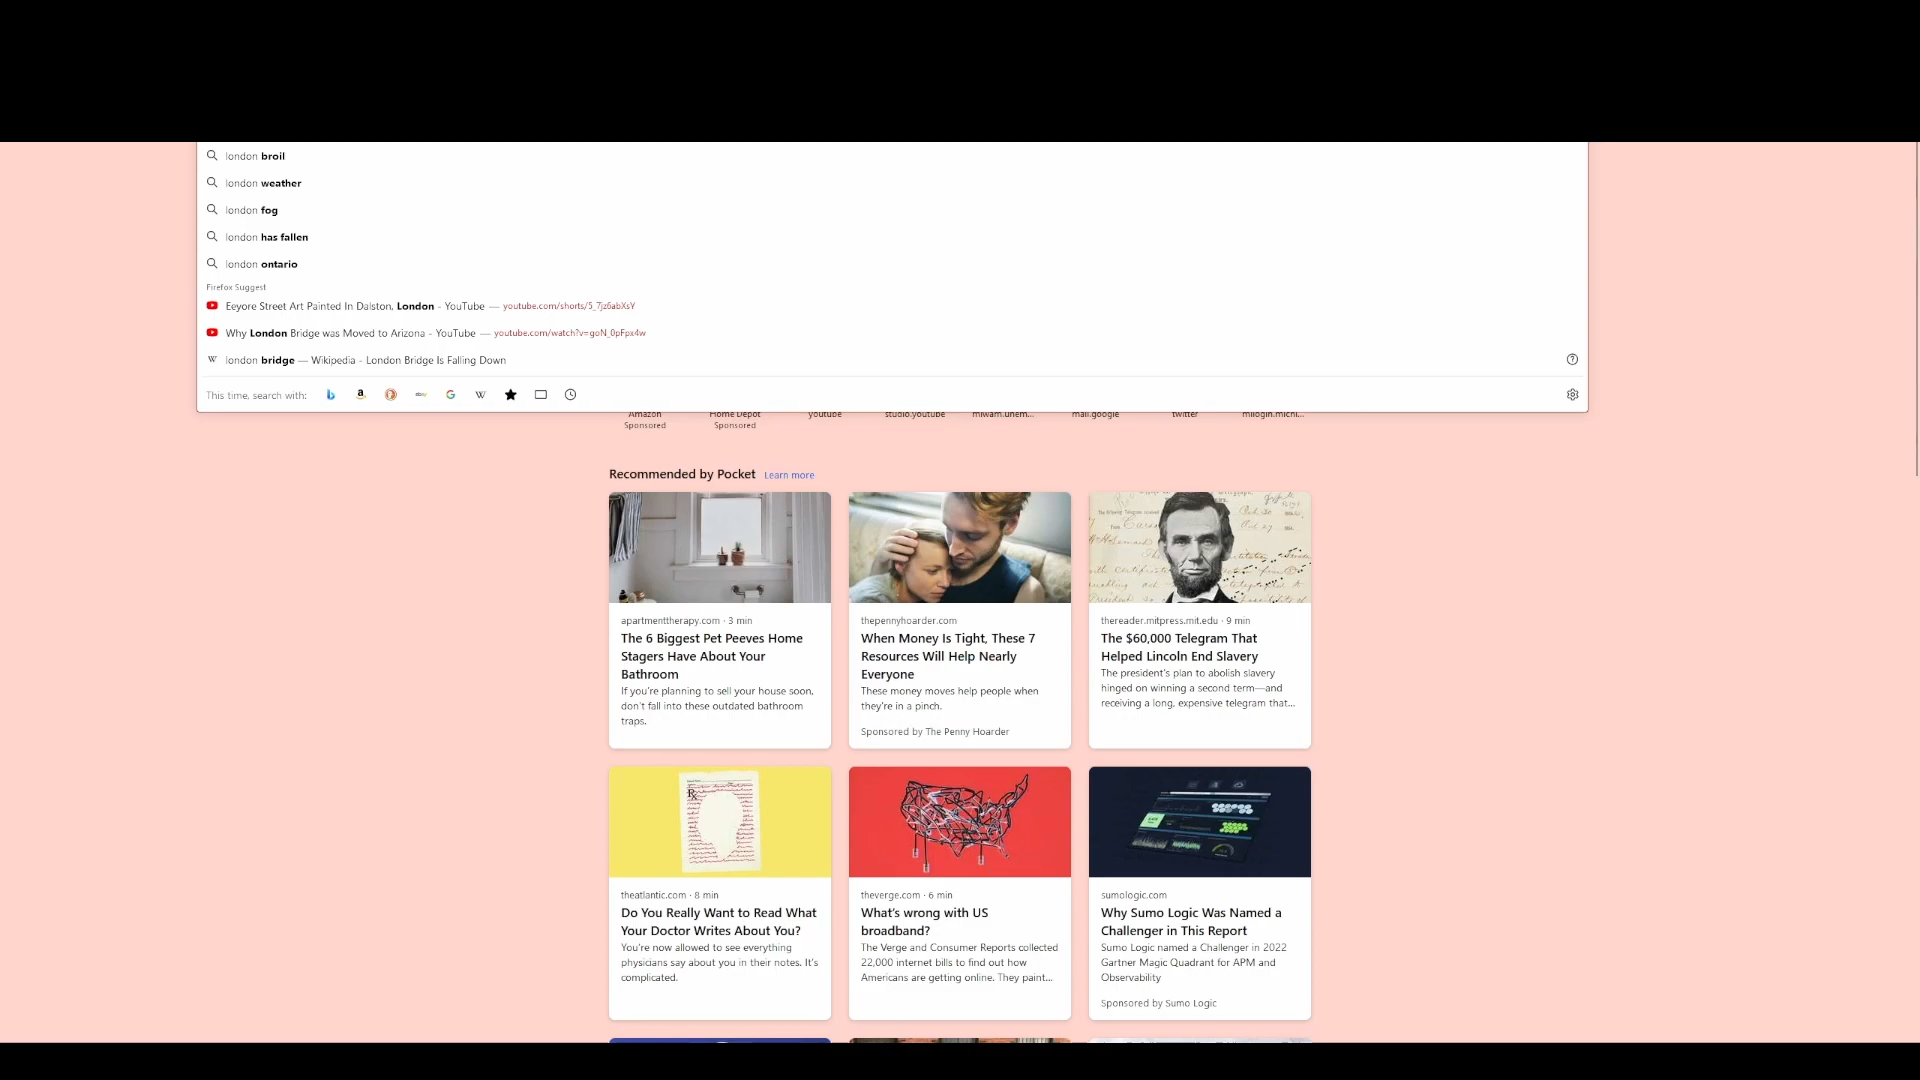 london broil
london weather
london fog
london has fallen
london ontario
Firefox Suggest
Eeyore Street Art Painted In Dalston, London - YouTube — youtube.com/shorts/5_7jz6abXsY
Why London Bridge was Moved to Arizona - YouTube — youtube.com/watch?v=goN_0pFpx4w
london bridge — Wikipedia - London Bridge Is Falling Down
This time, search with:
Amazon Home Depot youtube studio.youtube miwam.unem... mail.google twitter milogin.michi...
Sponsored Sponsored
Recommended by Pocket Learn more
apartmenttherapy.com · 3 min
The 6 Biggest Pet Peeves Home
Stagers Have About Your
Bathroom
If you're planning to sell your house soon,
don't fall into these outdated bathroom
traps.
thepennyhoarder.com
When Money Is Tight, These 7
Resources Will Help Nearly
Everyone
These money moves help people when
they're in a pinch.
Sponsored by The Penny Hoarder
thereader.mitpress.mit.edu · 9 min
The $60,000 Telegram That
Helped Lincoln End Slavery
The president's plan to abolish slavery
hinged on winning a second term—and
receiving a long, expensive telegram that...
theatlantic.com · 8 min
Do You Really Want to Read What
Your Doctor Writes About You?
You're now allowed to see everything
physicians say about you in their notes. It's
complicated.
theverge.com · 6 min
What's wrong with US
broadband?
The Verge and Consumer Reports collected
22,000 internet bills to find out how
Americans are getting online. They paint...
sumologic.com
Why Sumo Logic Was Named a
Challenger in This Report
Sumo Logic named a Challenger in 2022
Gartner Magic Quadrant for APM and
Observability
Sponsored by Sumo Logic